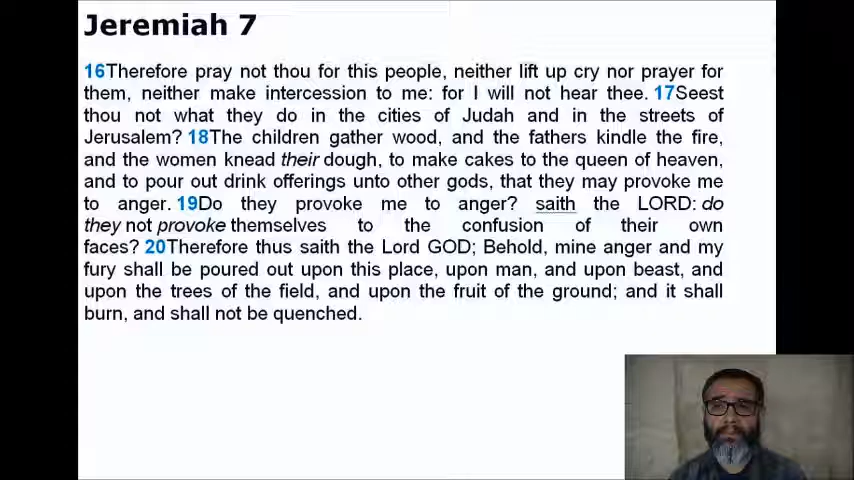 Jeremiah 7
16Therefore pray not thou for this people, neither lift up cry nor prayer for
them, neither make intercession to me: for I will not hear thee. 17Seest
thou not what they do in the cities of Judah and in the streets of
Jerusalem? 18The children gather wood, and the fathers kindle the fire,
and the women knead their dough, to make cakes to the queen of heaven,
and to pour out drink offerings unto other gods, that they may provoke me
to anger. 19Do they provoke me to anger? saith the LORD: do
they not provoke themselves to the confusion of their own
faces? 20Therefore thus saith the Lord GOD; Behold, mine anger and my
fury shall be poured out upon this place, upon man, and upon beast, and
upon the trees of the field, and upon the fruit of the ground; and it shall
burn, and shall not be quenched.